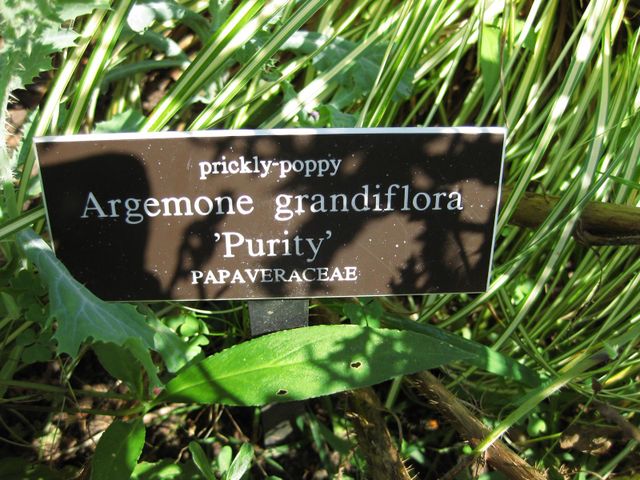 prickly-poppy
Argemone grandiflora
'Purity'
PAPAVERACEAE